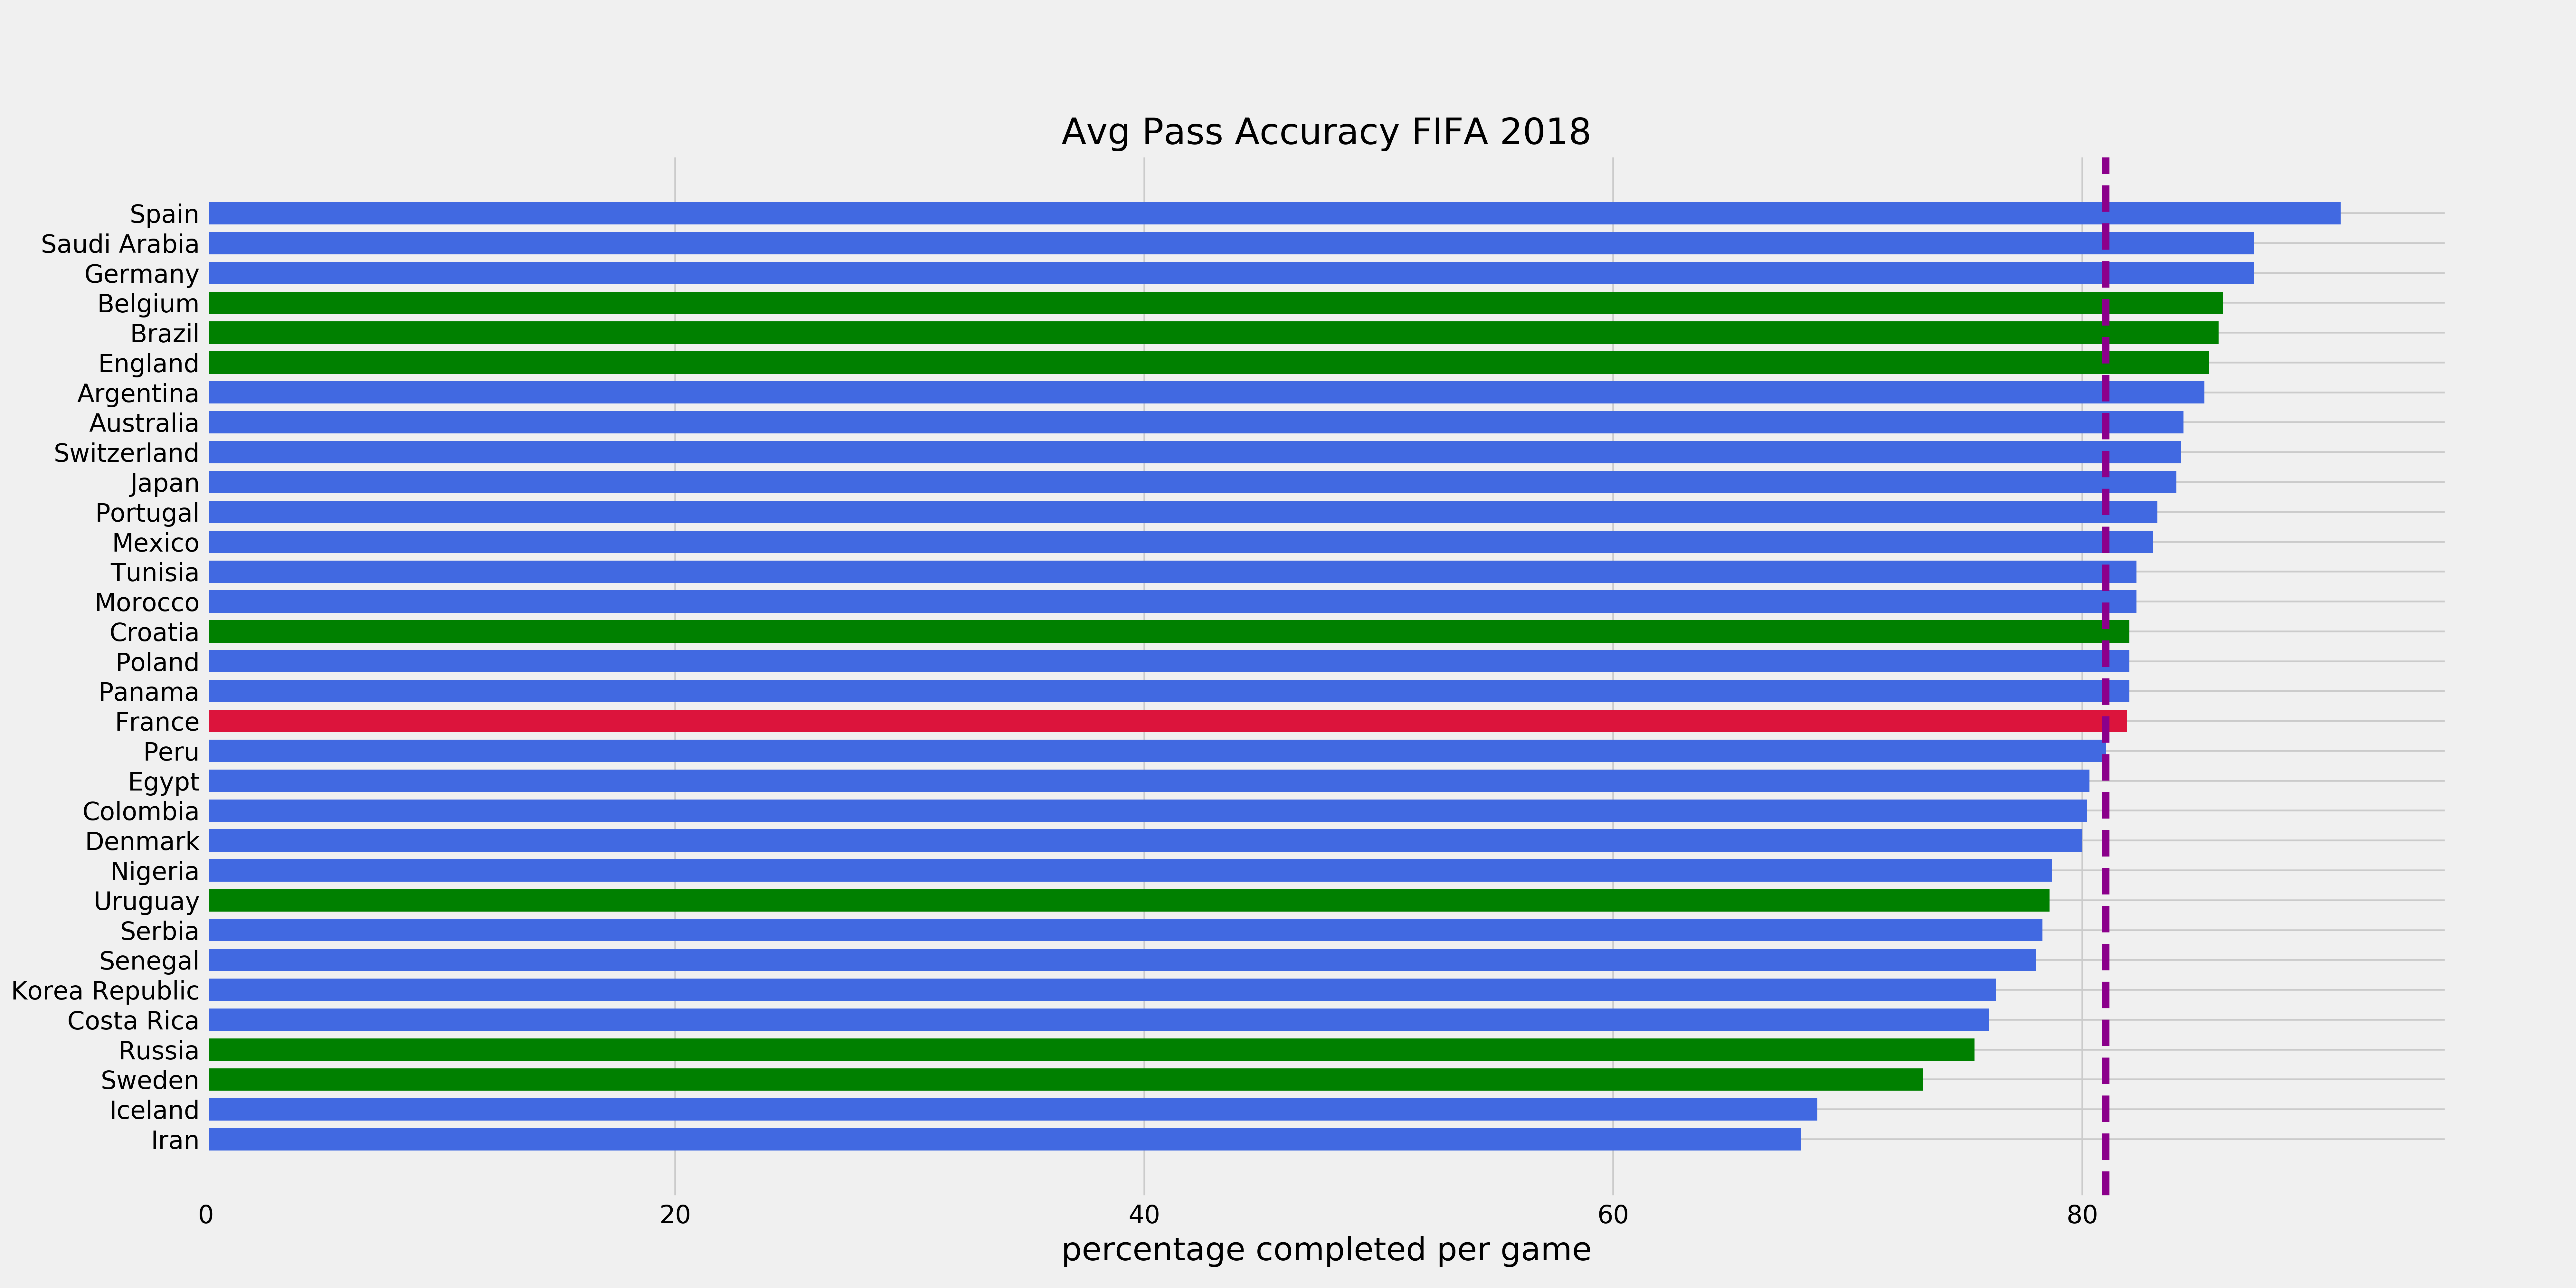 Avg Pass Accuracy FIFA 2018
Spain
Saudi Arabia
Germany
Belgium
Brazil
England
Argentina
Australia
Switzerland
Japan
Portugal
Mexico
Tunisia
Morocco
Croatia
Poland
Panama
France
Peru
Egypt
Colombia
Denmark
Nigeria
Uruguay
Serbia
Senegal
Korea Republic
Costa Rica
Russia
Sweden
Iceland
Iran
0 20 40 60 80
percentage completed per game